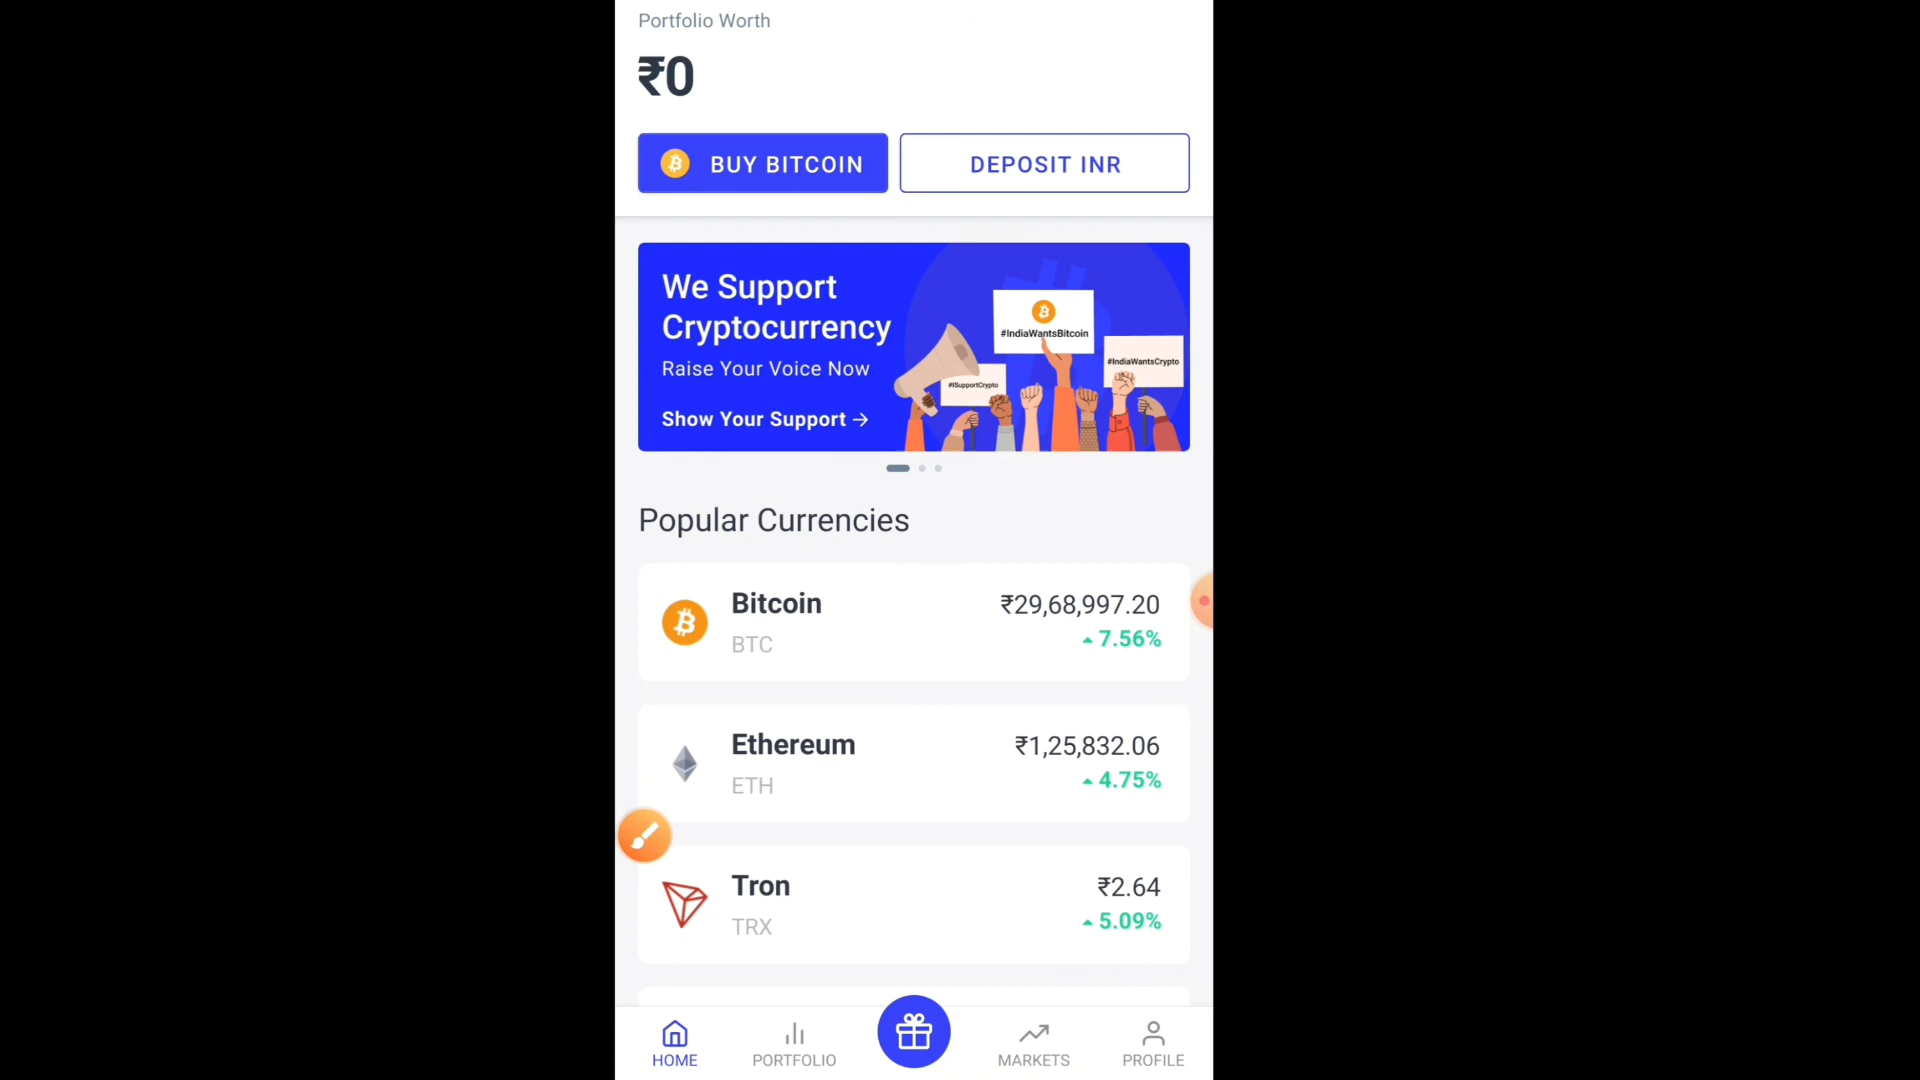 Portfolio Worth
₹0
BUY BITCOIN
DEPOSIT INR
We Support
Cryptocurrency
Raise Your Voice Now
Show Your Support →
#IndiaWantsBitcoin
#IndiaWantsCrypto
#ISupportCrypto
Popular Currencies
Bitcoin
₹29,68,997.20
BTC
7.56%
Ethereum
₹1,25,832.06
ETH
4.75%
Tron
₹2.64
TRX
5.09%
HOME
PORTFOLIO
MARKETS
PROFILE